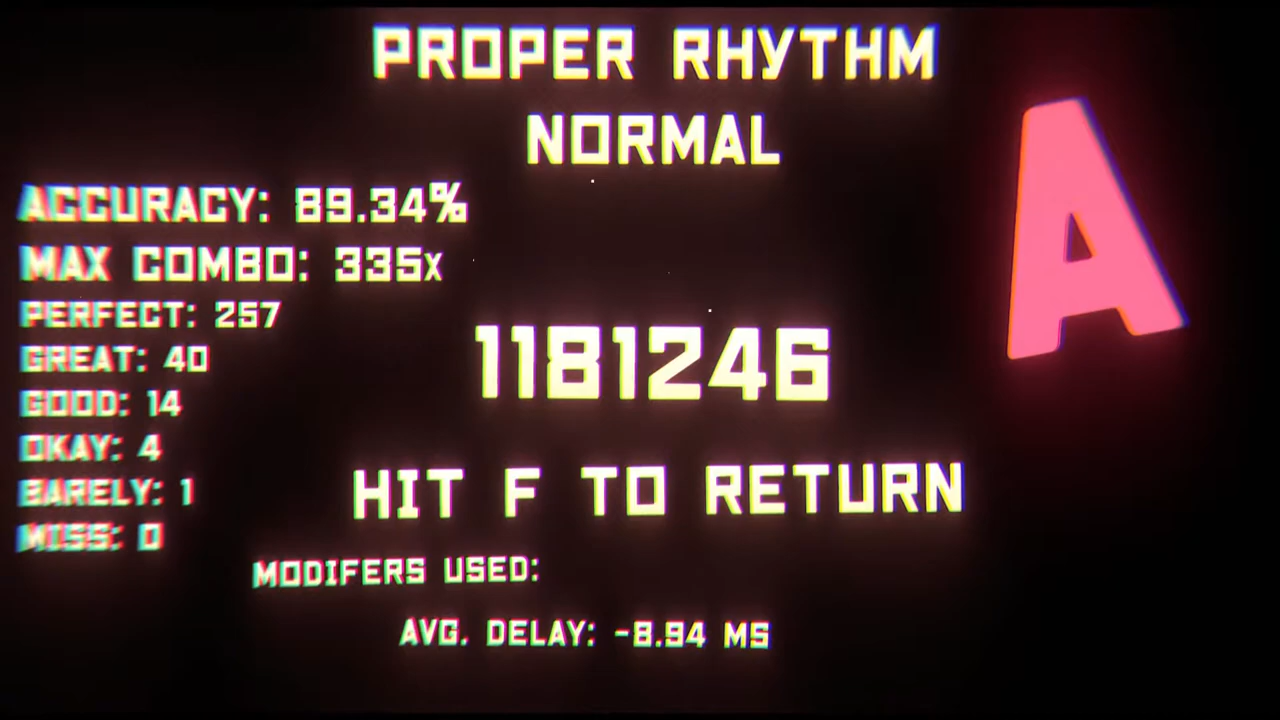 PROPER RHYTHM
NORMAL
A
ACCURACY: 89.34%
MAX COMBO: 335x
PERFECT: 257
GREAT: 40
GOOD: 14
OKAY: 4
BARELY: 1
MISS: 0
1181246
HIT F TO RETURN
MODIFERS USED:
AVG. DELAY: -8.94 MS